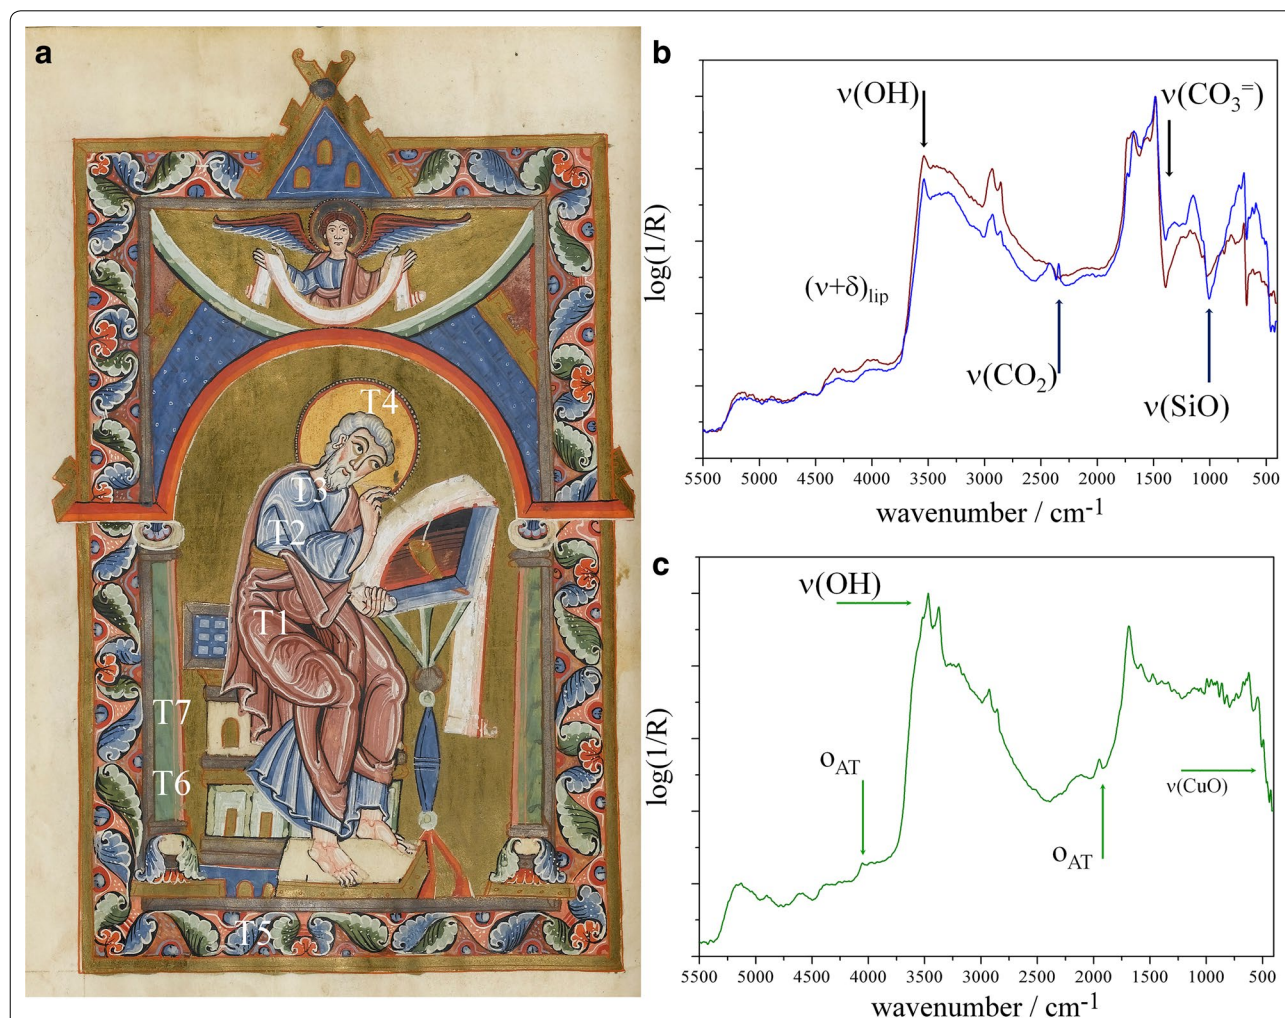 a
T4
T3
T2
T1
T7
T6
T5
b
ν(OH)
ν(CO₃⁼)
(ν+δ)lip
ν(CO₂)
ν(SiO)
log(1/R)
5500 5000 4500 4000 3500 3000 2500 2000 1500 1000 500
wavenumber / cm⁻¹
c
ν(OH)
oAT
oAT
ν(CuO)
log(1/R)
5500 5000 4500 4000 3500 3000 2500 2000 1500 1000 500
wavenumber / cm⁻¹